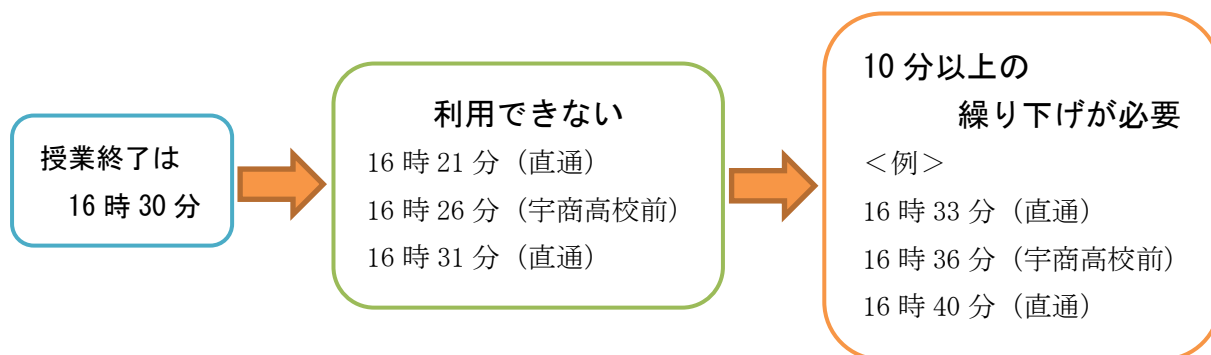 授業終了は
16時30分
利用できない
16時21分（直通）
16時26分（宇商高校前）
16時31分（直通）
10分以上の
繰り下げが必要
＜例＞
16時33分（直通）
16時36分（宇商高校前）
16時40分（直通）